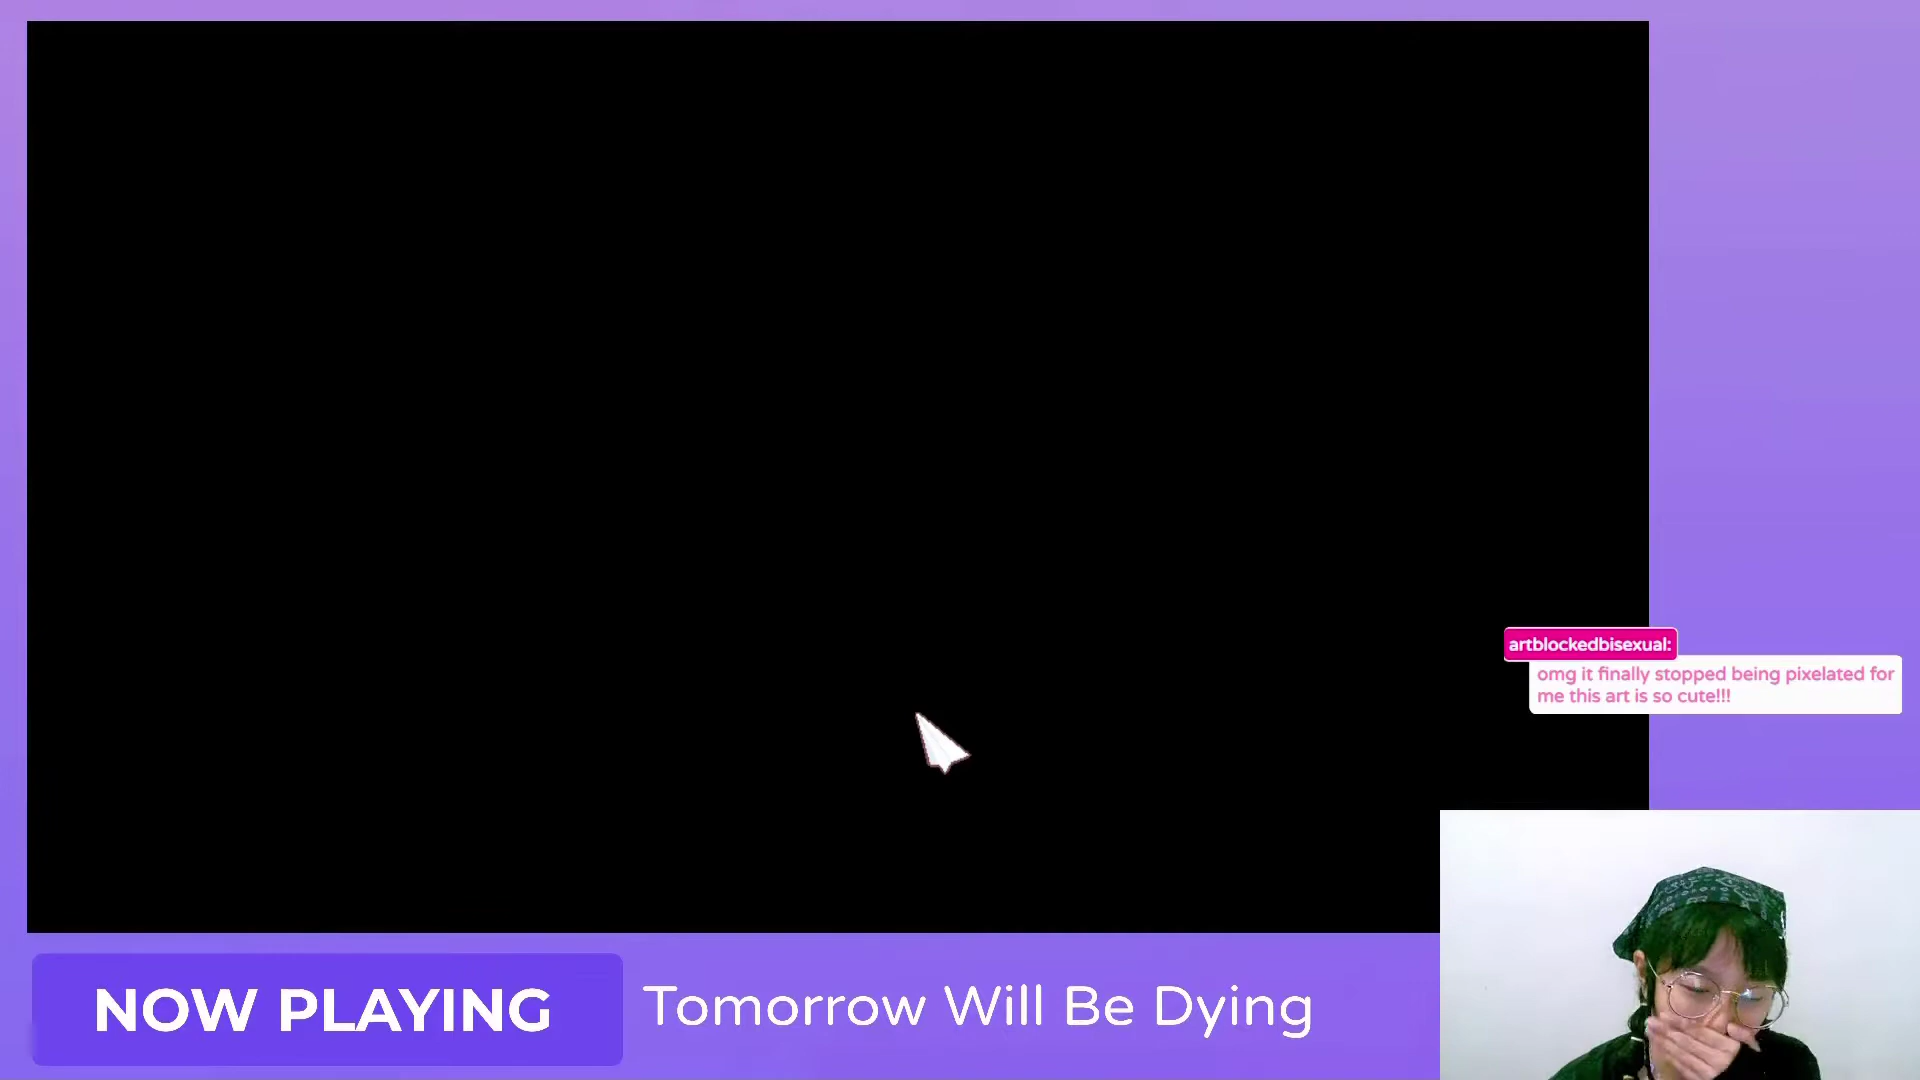 artblockedbisexual:
omg it finally stopped being pixelated for
me this art is so cute!!!
NOW PLAYING
Tomorrow Will Be Dying